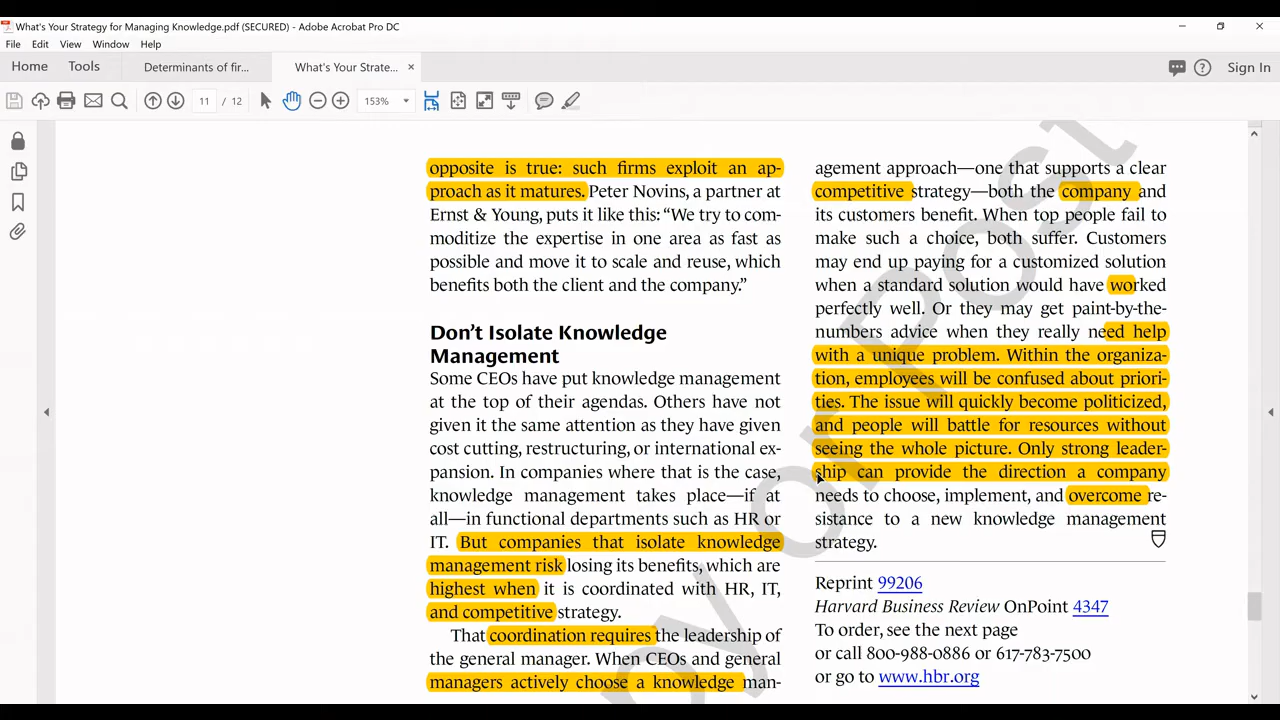 What's Your Strategy for Managing Knowledge.pdf (SECURED) - Adobe Acrobat Pro DC
File Edit View Window Help
Home Tools Determinants of fir... What's Your Strate... × Sign In
11 / 12 153%
opposite is true: such firms exploit an ap-
proach as it matures. Peter Novins, a partner at
Ernst & Young, puts it like this: “We try to com-
moditize the expertise in one area as fast as
possible and move it to scale and reuse, which
benefits both the client and the company.”
Don’t Isolate Knowledge
Management
Some CEOs have put knowledge management
at the top of their agendas. Others have not
given it the same attention as they have given
cost cutting, restructuring, or international ex-
pansion. In companies where that is the case,
knowledge management takes place—if at
all—in functional departments such as HR or
IT. But companies that isolate knowledge
management risk losing its benefits, which are
highest when it is coordinated with HR, IT,
and competitive strategy.
That coordination requires the leadership of
the general manager. When CEOs and general
managers actively choose a knowledge man-
agement approach—one that supports a clear
competitive strategy—both the company and
its customers benefit. When top people fail to
make such a choice, both suffer. Customers
may end up paying for a customized solution
when a standard solution would have worked
perfectly well. Or they may get paint-by-the-
numbers advice when they really need help
with a unique problem. Within the organiza-
tion, employees will be confused about priori-
ties. The issue will quickly become politicized,
and people will battle for resources without
seeing the whole picture. Only strong leader-
ship can provide the direction a company
needs to choose, implement, and overcome re-
sistance to a new knowledge management
strategy.
Reprint 99206
Harvard Business Review OnPoint 4347
To order, see the next page
or call 800-988-0886 or 617-783-7500
or go to www.hbr.org
py or Post